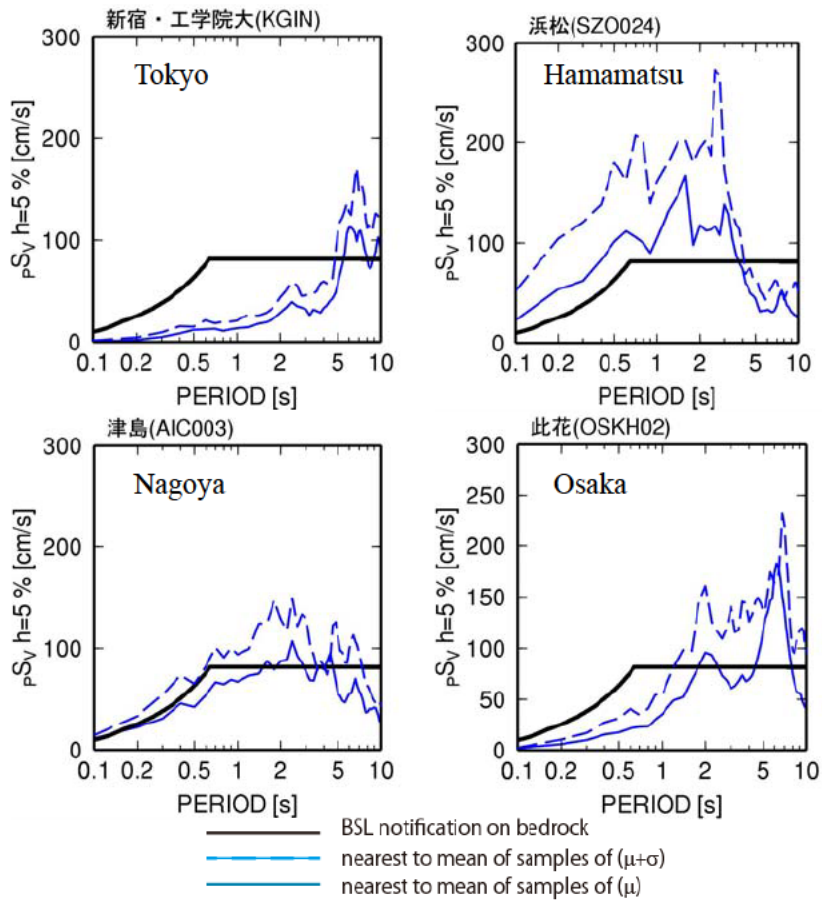 新宿・工学院大(KGIN)
300
200
100
0
Tokyo
pSV h=5 % [cm/s]
0.1 0.2 0.5 1 2 5 10
PERIOD [s]
浜松(SZO024)
300
200
100
0
Hamamatsu
pSV h=5 % [cm/s]
0.1 0.2 0.5 1 2 5 10
PERIOD [s]
津島(AIC003)
300
200
100
0
Nagoya
pSV h=5 % [cm/s]
0.1 0.2 0.5 1 2 5 10
PERIOD [s]
此花(OSKH02)
300
250
200
150
100
50
0
Osaka
pSV h=5 % [cm/s]
0.1 0.2 0.5 1 2 5 10
PERIOD [s]
BSL notification on bedrock
nearest to mean of samples of (μ+σ)
nearest to mean of samples of (μ)